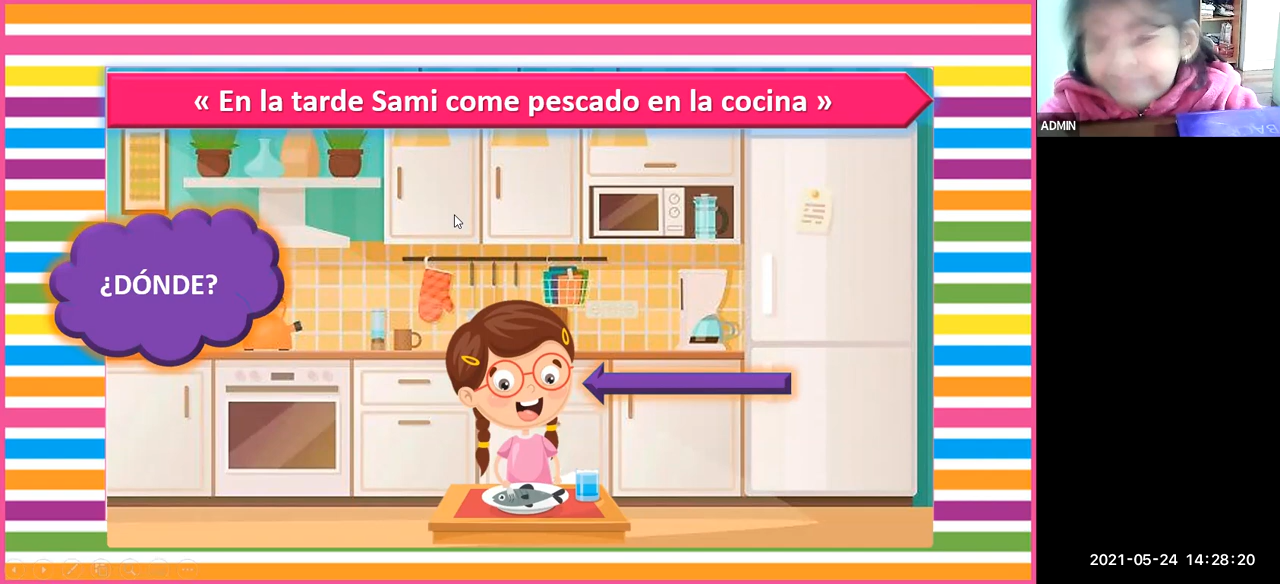 « En la tarde Sami come pescado en la cocina »
¿DÓNDE?
ADMIN
2021-05-24 14:28:20